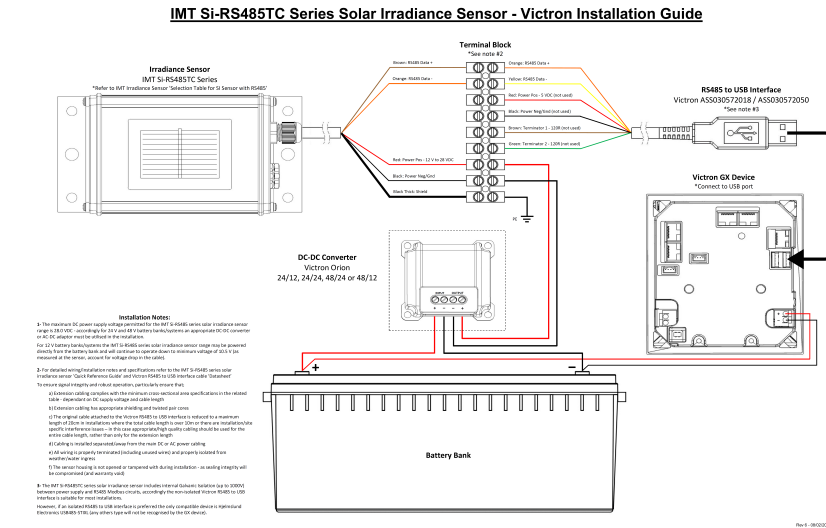 IMT Si-RS485TC Series Solar Irradiance Sensor - Victron Installation Guide
Irradiance Sensor
IMT Si-RS485TC Series
*Refer to IMT Irradiance Sensor 'Selection Table for Si Sensor with RS485'
Terminal Block
*See note #2
Brown: RS485 Data +
Orange: RS485 Data -
Red: Power Pos - 12 V to 28 VDC
Black: Power Neg/Gnd
Black Thick: Shield
Orange: RS485 Data +
Yellow: RS485 Data -
Red: Power Pos - 5 VDC (not used)
Black: Power Neg/Gnd (not used)
Brown: Terminator 1 - 120R (not used)
Green: Terminator 2 - 120R (not used)
PE
RS485 to USB Interface
Victron ASS030572018 / ASS030572050
*See note #3
Victron GX Device
*Connect to USB port
DC-DC Converter
Victron Orion
24/12, 24/24, 48/24 or 48/12
INPUT OUTPUT
+ - - +
+
–
Battery Bank
Installation Notes:
1- The maximum DC power supply voltage permitted for the IMT Si-RS485 series solar irradiance sensor
range is 28.0 VDC - accordingly for 24 V and 48 V battery banks/systems an appropriate DC-DC converter
or AC-DC adaptor must be utilised in the installation.
For 12 V battery banks/systems the IMT Si-RS485 series solar irradiance sensor range may be powered
directly from the battery bank and will continue to operate down to minimum voltage of 10.5 V (as
measured at the sensor, account for voltage drop in the cable)
2- For detailed wiring/installation notes and specifications refer to the IMT Si-RS485 series solar
irradiance sensor 'Quick Reference Guide' and Victron RS485 to USB interface cable 'Datasheet'
To ensure signal integrity and robust operation, particularly ensure that;
a) Extension cabling complies with the minimum cross-sectional area specifications in the related
table - dependant on DC supply voltage and cable length
b) Extension cabling has appropriate shielding and twisted pair cores
c) The original cable attached to the Victron RS485 to USB interface is reduced to a maximum
length of 20cm in installations where the total cable length is over 10m or there are installation/site
specific interference issues – in this case appropriate/high quality cabling should be used for the
entire cable length, rather than only for the extension length
d) Cabling is installed separated/away from the main DC or AC power cabling
e) All wiring is properly terminated (including unused wires) and properly isolated from
weather/water ingress
f) The sensor housing is not opened or tampered with during installation - as sealing integrity will
be compromised (and warranty void)
3- The IMT Si-RS485TC series solar irradiance sensor includes internal Galvanic Isolation (up to 1000V)
between power supply and RS485 Modbus circuits, accordingly the non-isolated Victron RS485 to USB
interface is suitable for most installations.
However, if an isolated RS485 to USB interface is preferred the only compatible device is Hjelmslund
Electronics USB485-STIXL (any others type will not be recognised by the GX device).